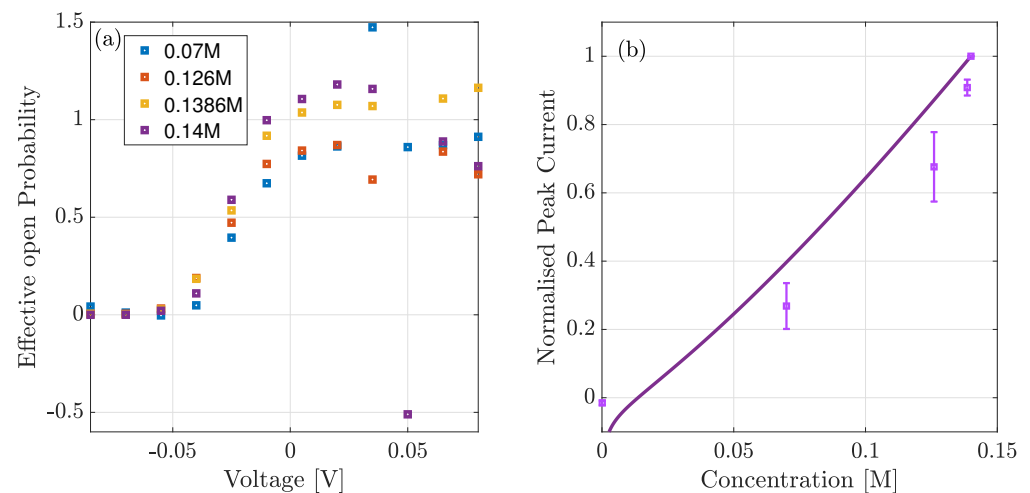 (a)
0.07M
0.126M
0.1386M
0.14M
1.5
1
0.5
0
-0.5
-0.05
0
0.05
Voltage [V]
Effective open Probability
(b)
1
0.8
0.6
0.4
0.2
0
0
0.05
0.1
0.15
Concentration [M]
Normalised Peak Current